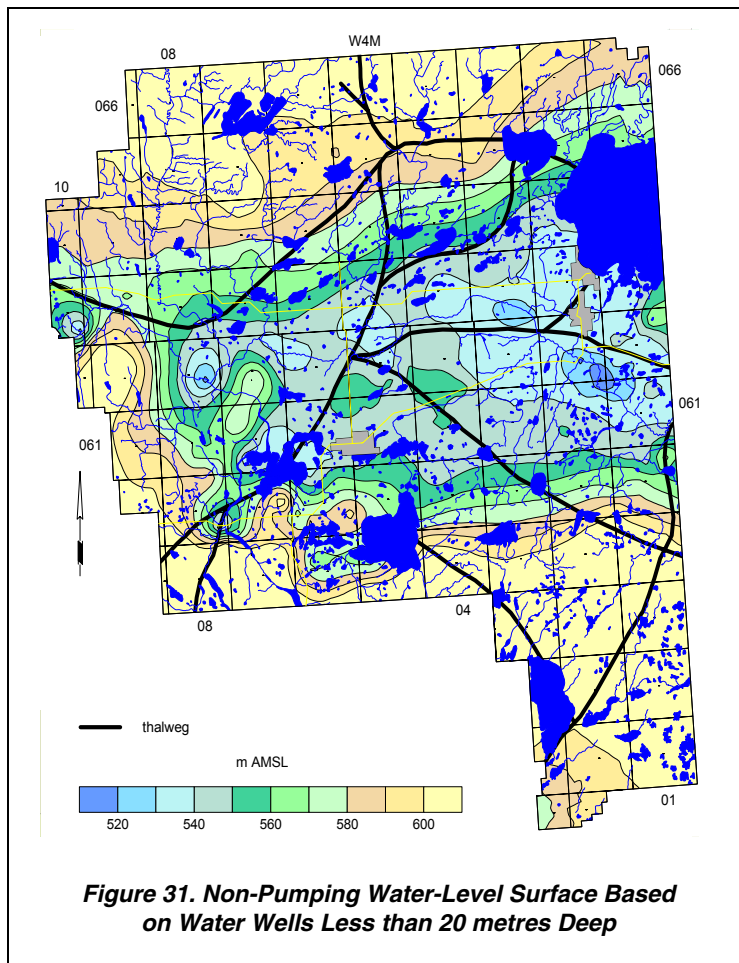 W4M
08
066
066
10
061
061
04
08
thalweg
m AMSL
01
520 540 560 580 600
Figure 31. Non-Pumping Water-Level Surface Based
on Water Wells Less than 20 metres Deep